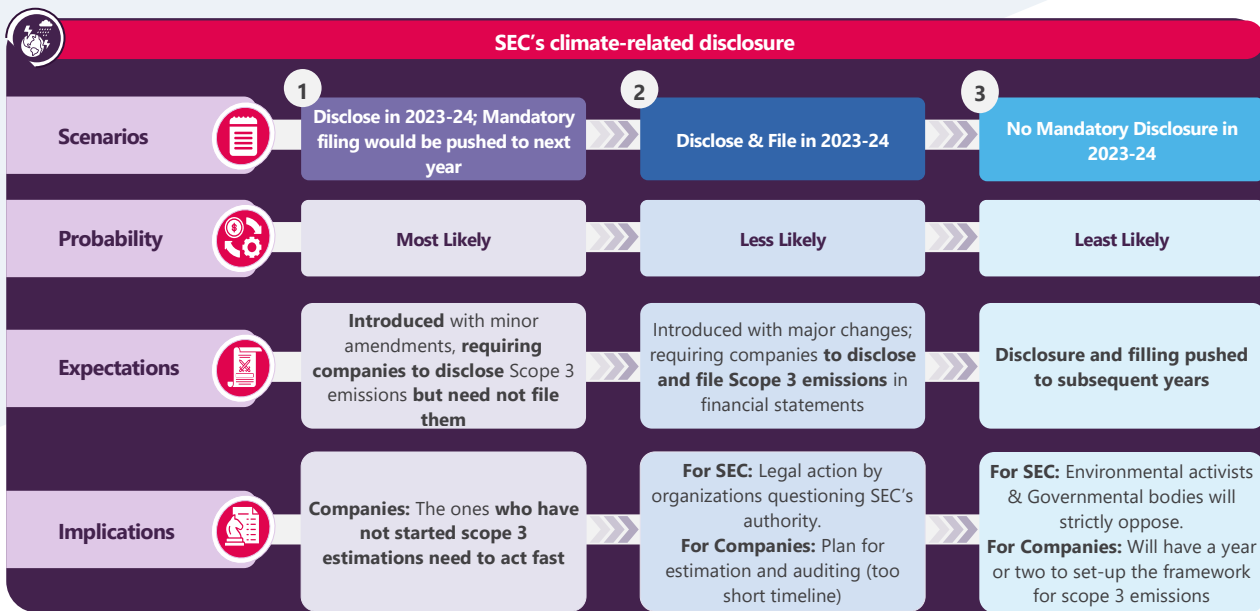 SEC's climate-related disclosure
1
2
3
Scenarios
Disclose in 2023-24; Mandatory
filing would be pushed to next
year
Disclose & File in 2023-24
No Mandatory Disclosure in
2023-24
Probability
Most Likely
Less Likely
Least Likely
Expectations
Introduced with minor
amendments, requiring
companies to disclose Scope 3
emissions but need not file
them
Introduced with major changes;
requiring companies to disclose
and file Scope 3 emissions in
financial statements
Disclosure and filling pushed
to subsequent years
Implications
Companies: The ones who have
not started scope 3
estimations need to act fast
For SEC: Legal action by
organizations questioning SEC's
authority.
For Companies: Plan for
estimation and auditing (too
short timeline)
For SEC: Environmental activists
& Governmental bodies will
strictly oppose.
For Companies: Will have a year
or two to set-up the framework
for scope 3 emissions